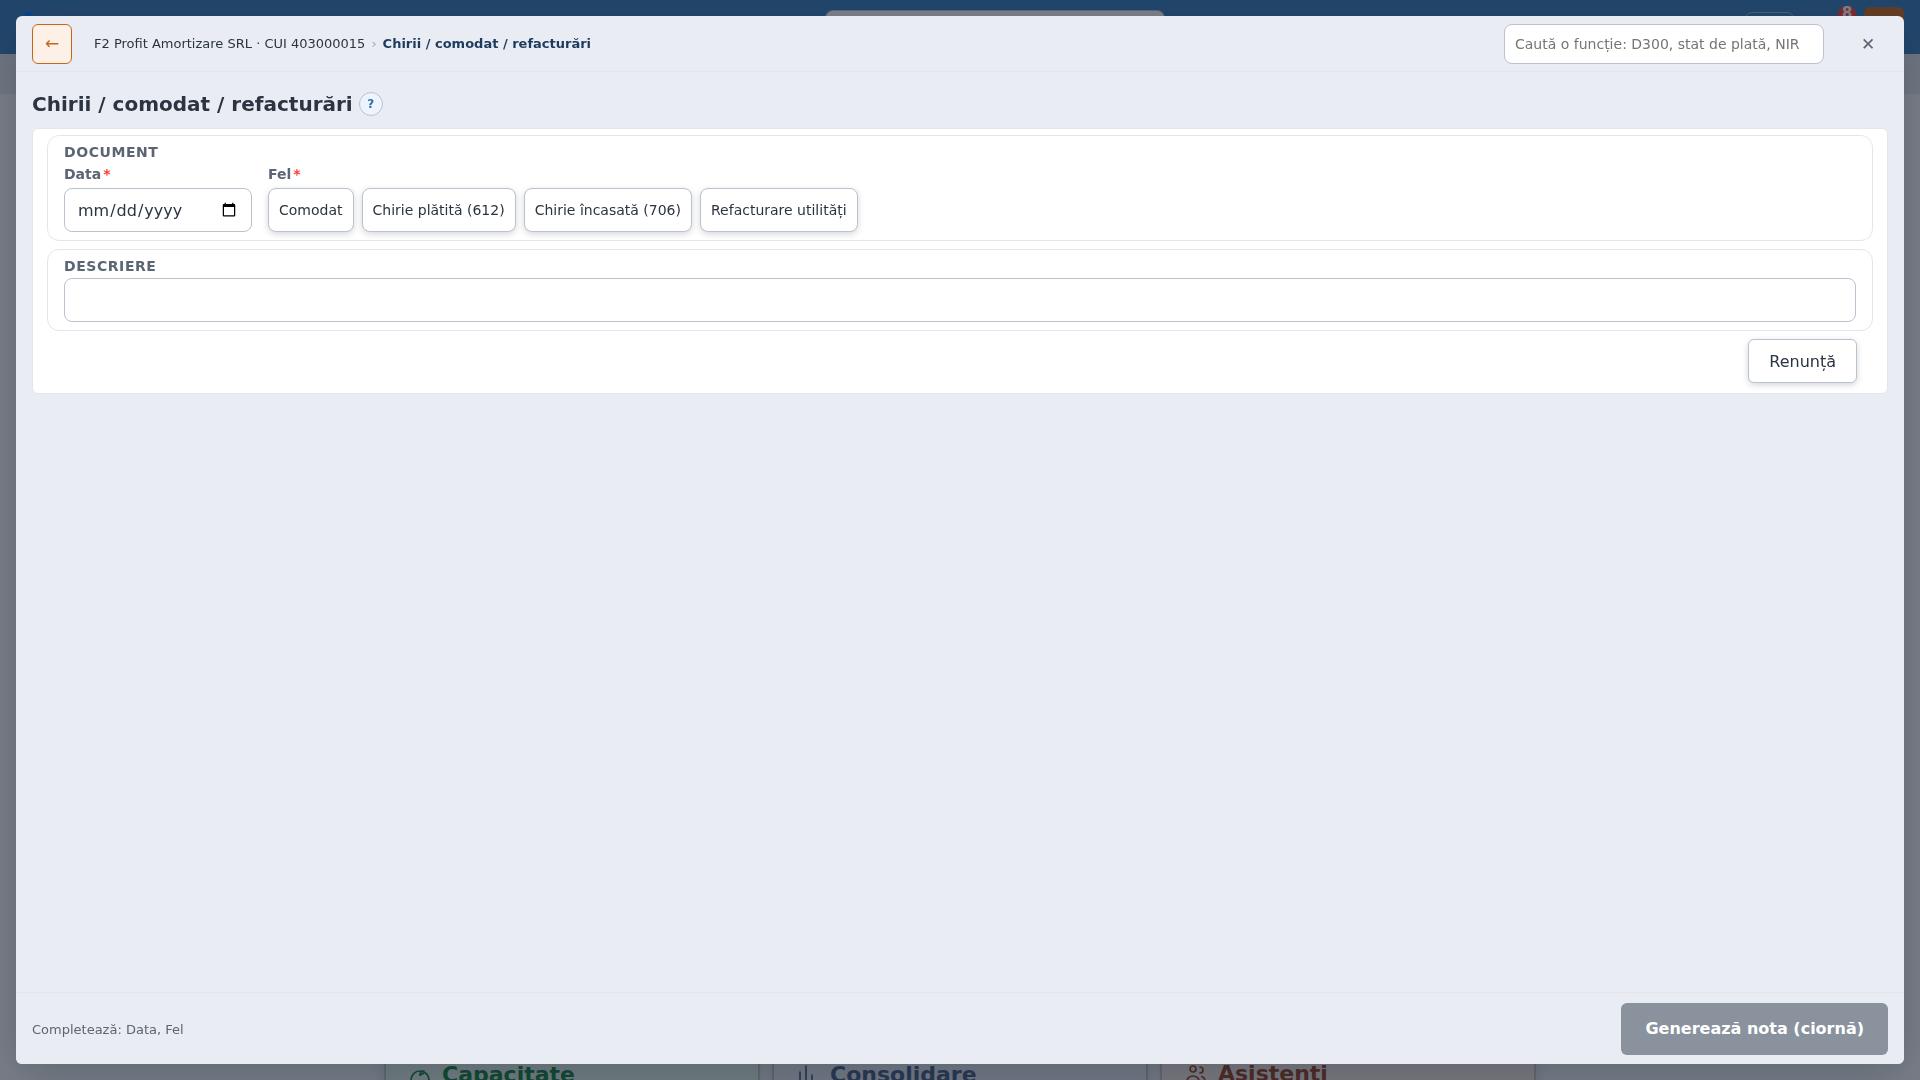 8
← F2 Profit Amortizare SRL · CUI 403000015 › Chirii / comodat / refacturări Caută o funcție: D300, stat de plată, NIR ✕
Chirii / comodat / refacturări ?
DOCUMENT
Data* Fel*
mm/dd/yyyy Comodat Chirie plătită (612) Chirie încasată (706) Refacturare utilități
DESCRIERE
Renunță
Completează: Data, Fel Generează nota (ciornă)
Capacitate Consolidare Asistenți